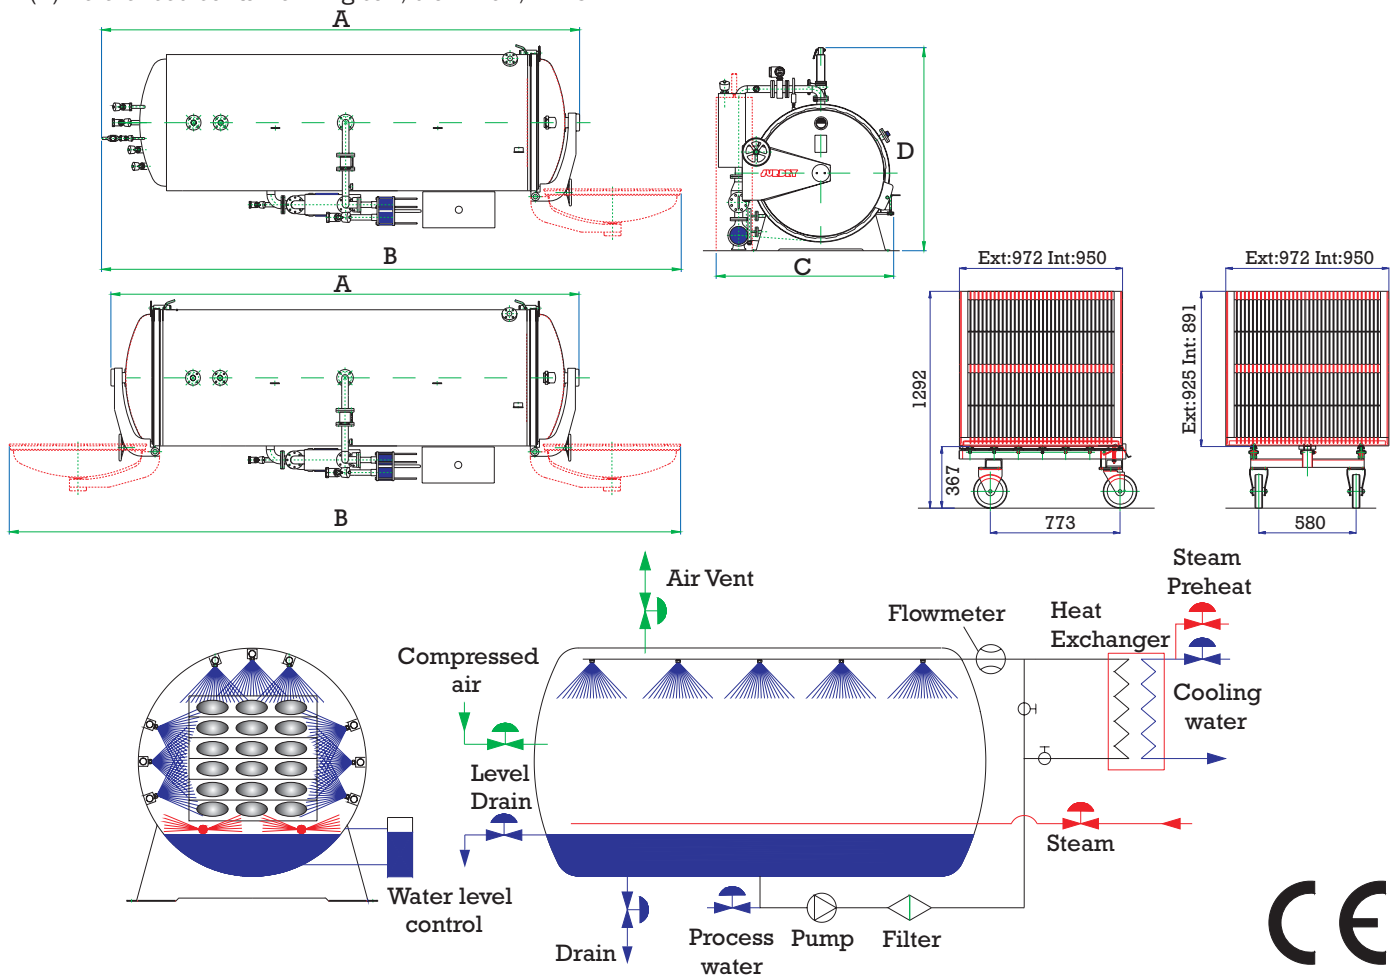 A
B
C
D
SURDRY
A
B
Ext:972 Int:950
1292
367
773
Ext:972 Int:950
Ext:925 Int: 891
580
Air Vent
Flowmeter
Heat
Exchanger
Steam
Preheat
Cooling
water
Compressed
air
Level
Drain
Steam
Water level
control
Drain
Process
water
Pump
Filter
CE